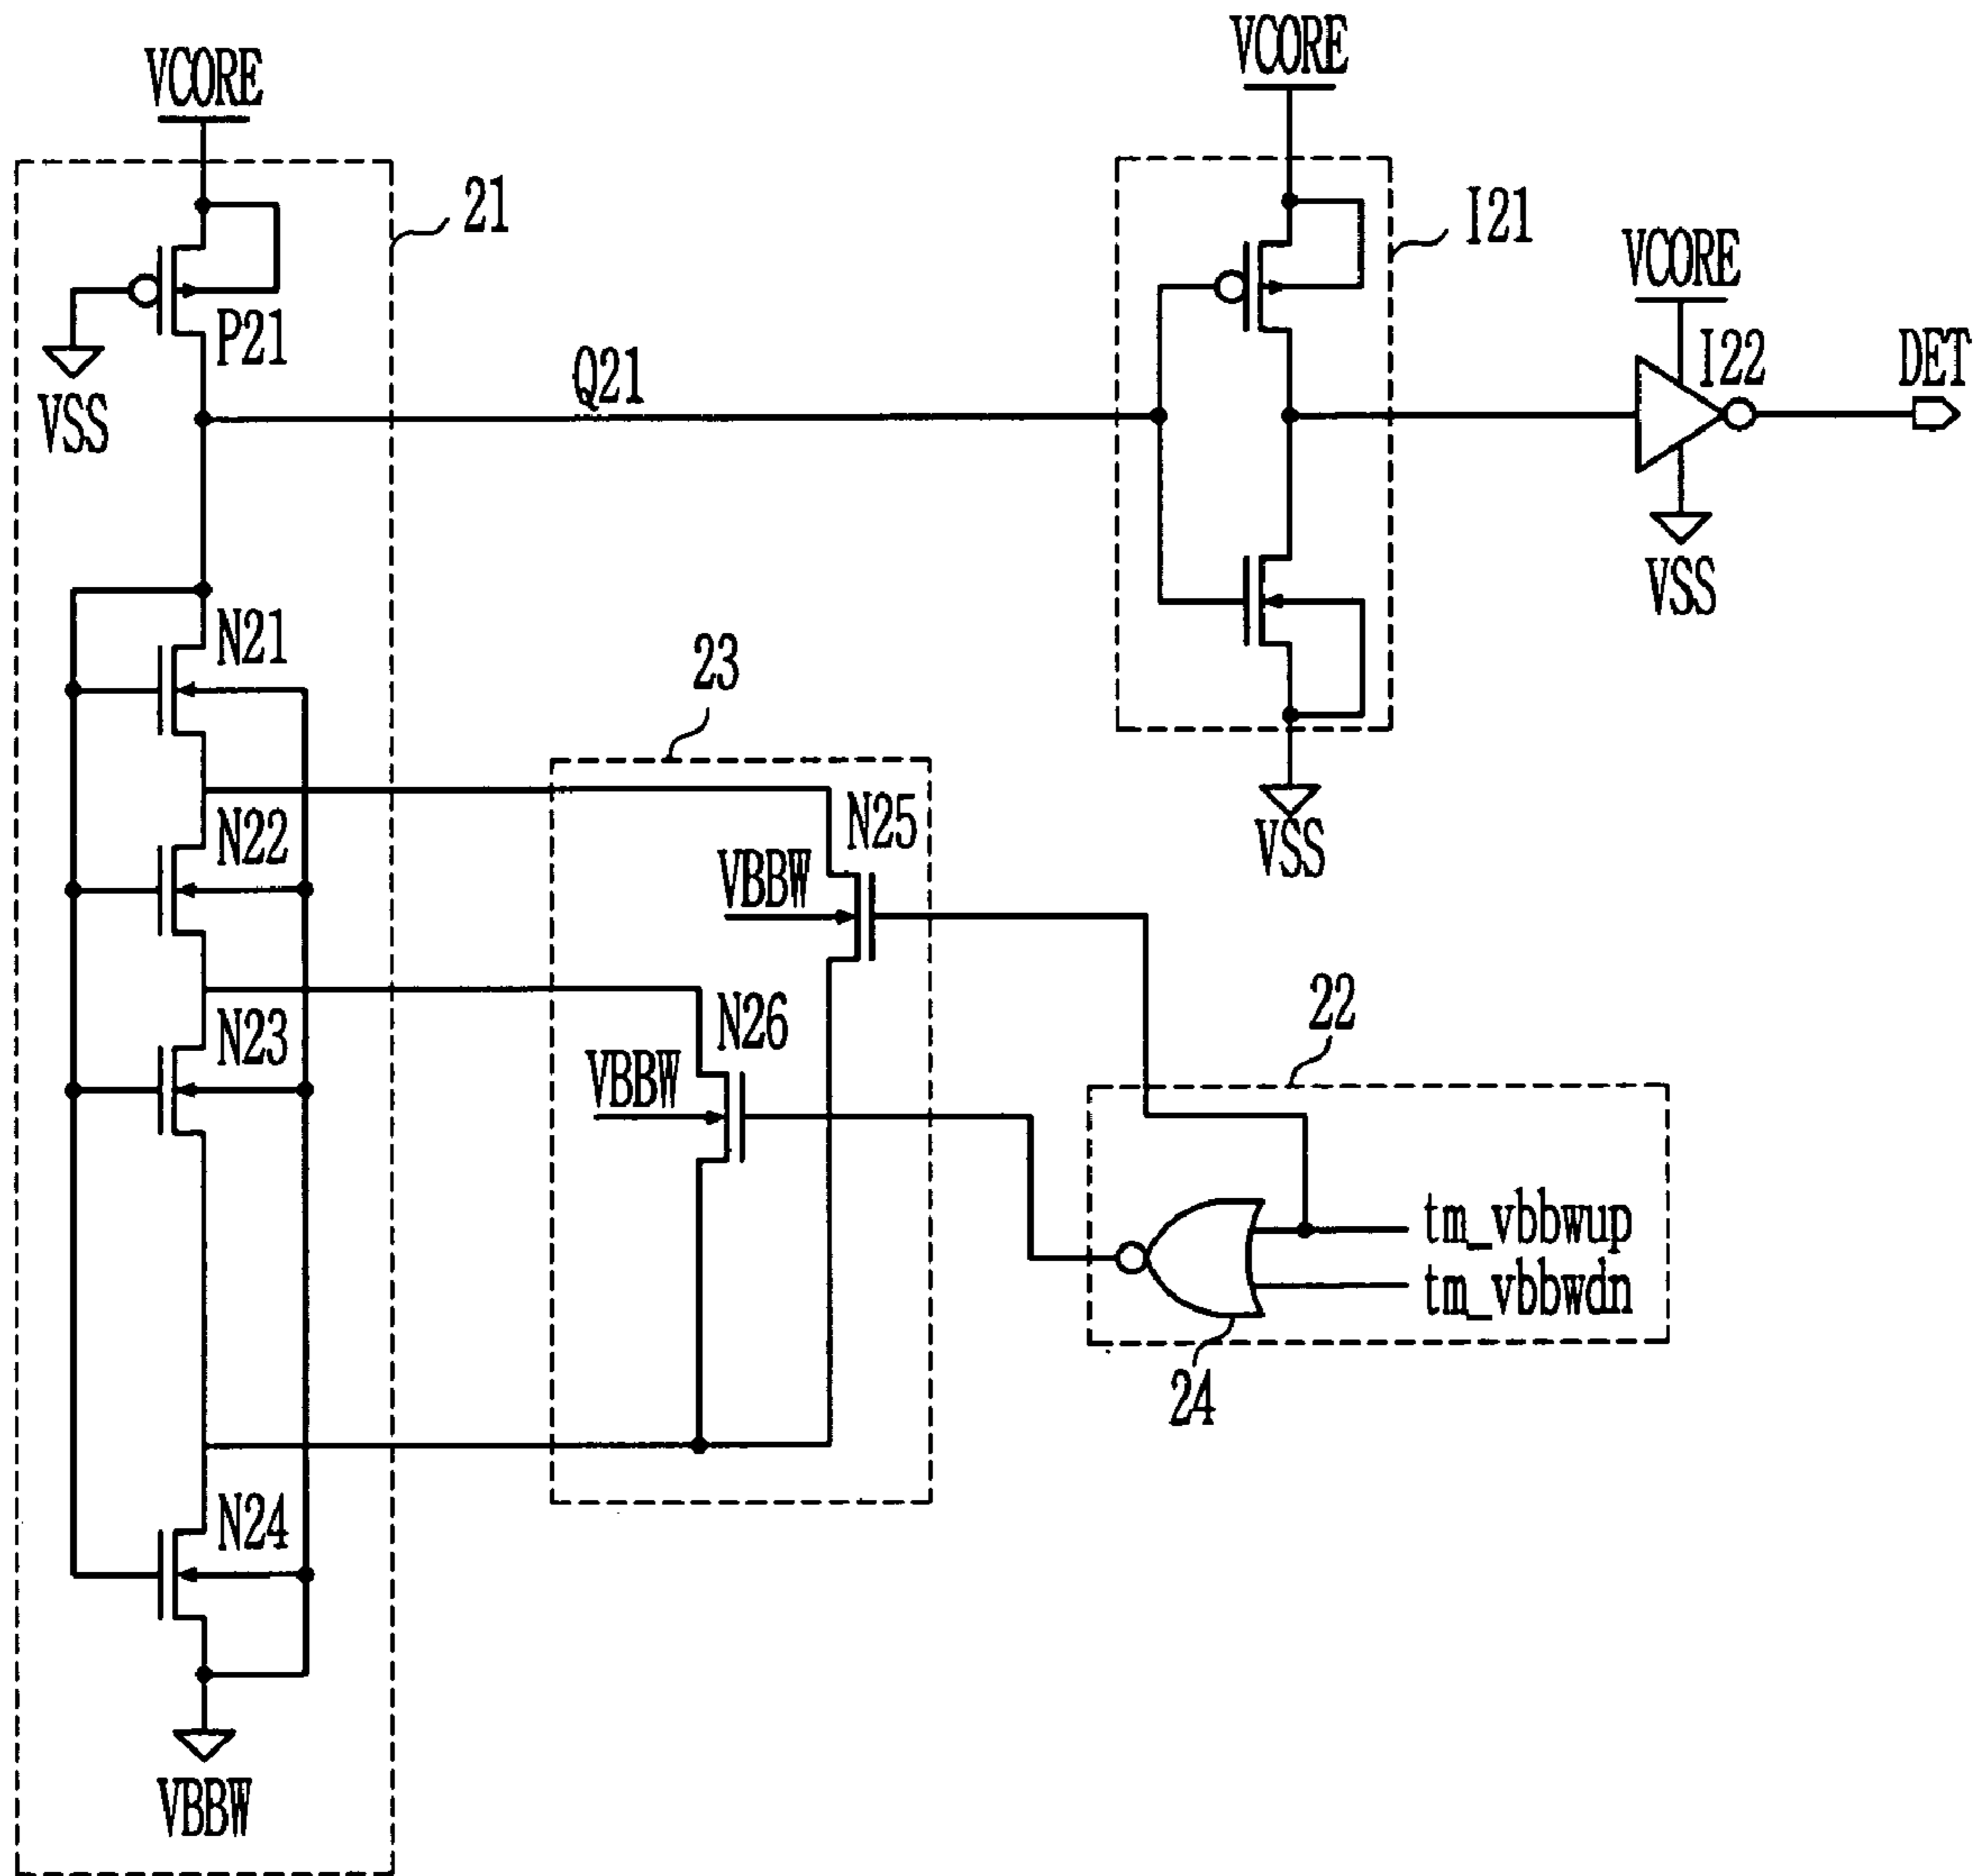 VCORE
VCORE
21
I21
VCORE
P21
Q21
I22
DET
VSS
VSS
N21
23
N22
N25
VSS
VBBW
N26
22
N23
VBBW
tm_vbbwup
tm_vbbwdn
24
N24
VBBW